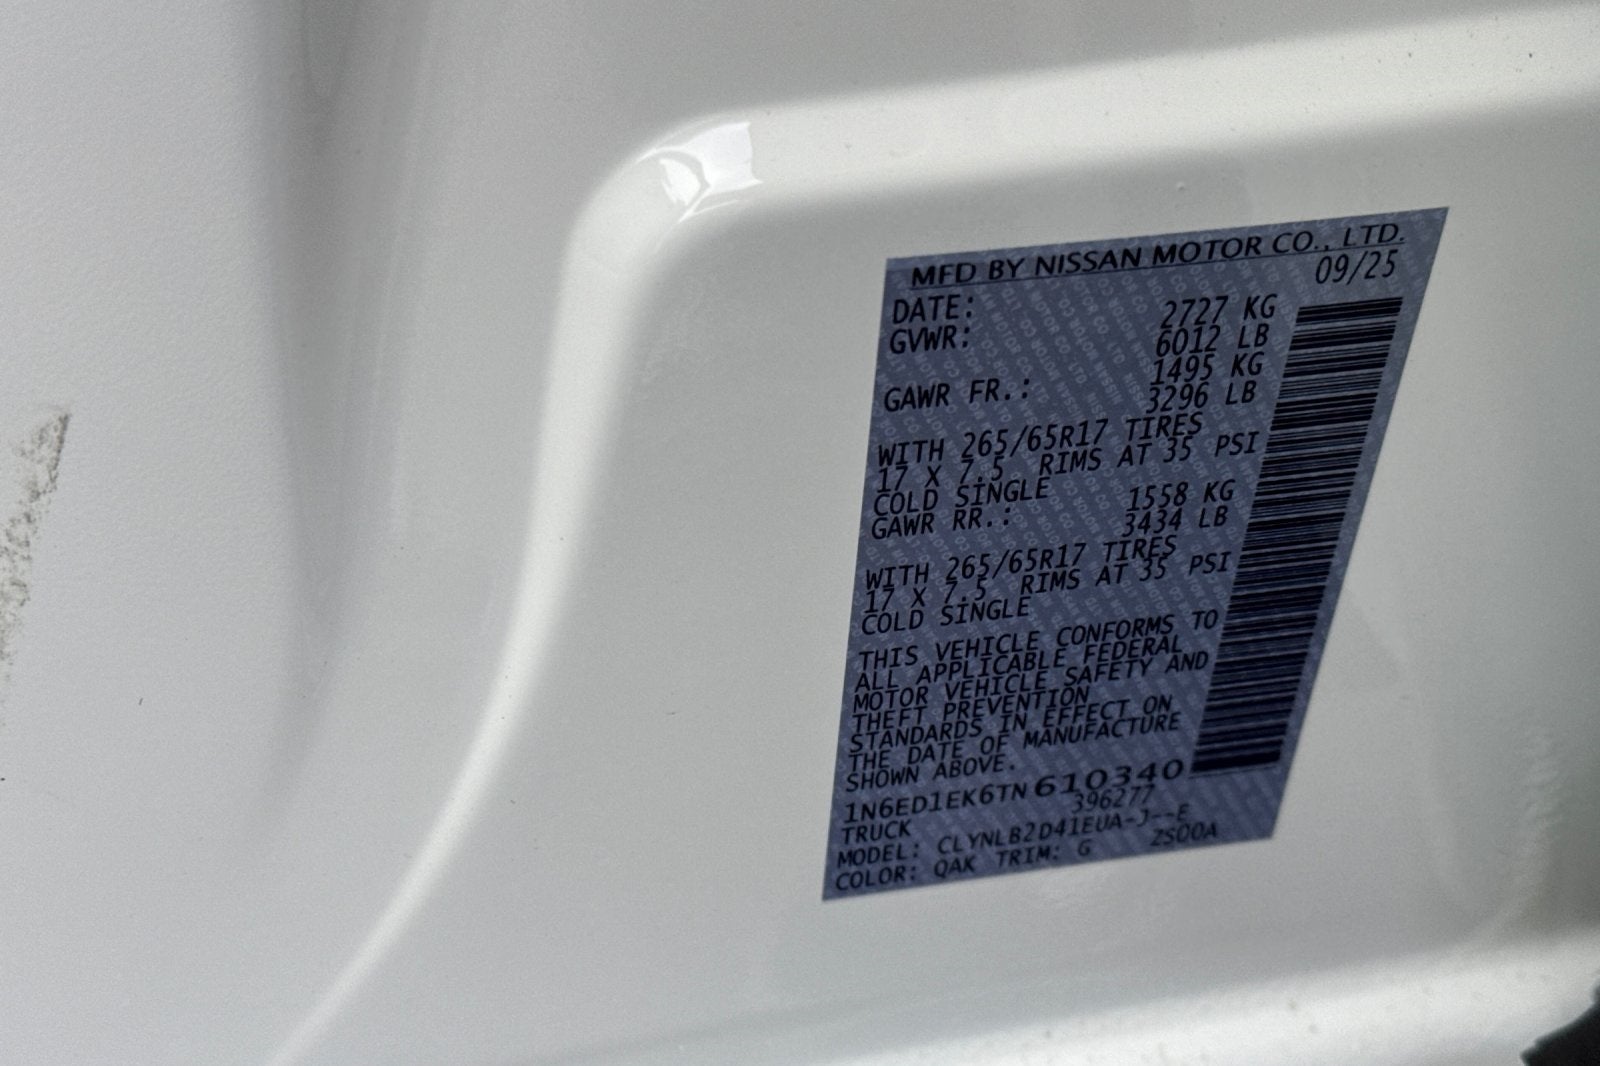 MFD BY NISSAN MOTOR CO., LTD.
DATE: 09/25
GVWR: 2727 KG
6012 LB
GAWR FR.: 1495 KG
3296 LB
WITH 265/65R17 TIRES
17 X 7.5 RIMS AT 35 PSI
COLD SINGLE
GAWR RR.: 1558 KG
3434 LB
WITH 265/65R17 TIRES
17 X 7.5 RIMS AT 35 PSI
COLD SINGLE
THIS VEHICLE CONFORMS TO
ALL APPLICABLE FEDERAL
MOTOR VEHICLE SAFETY AND
THEFT PREVENTION
STANDARDS IN EFFECT ON
THE DATE OF MANUFACTURE
SHOWN ABOVE.
1N6ED1EK6TN610340
TRUCK 396277
MODEL: CLYNLB2D41EUA-J--E
COLOR: QAK TRIM: G ZS00A